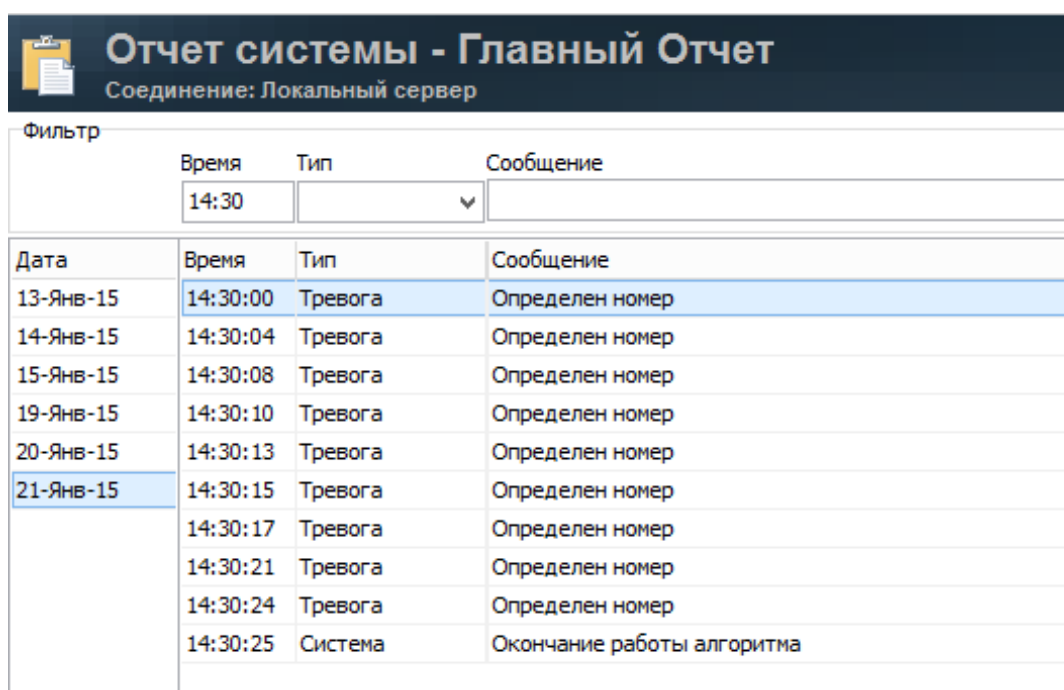 Отчет системы - Главный Отчет
Соединение: Локальный сервер
Фильтр
Время Тип Сообщение
14:30
Дата Время Тип Сообщение
13-Янв-15 14:30:00 Тревога Определен номер
14-Янв-15 14:30:04 Тревога Определен номер
15-Янв-15 14:30:08 Тревога Определен номер
19-Янв-15 14:30:10 Тревога Определен номер
20-Янв-15 14:30:13 Тревога Определен номер
21-Янв-15 14:30:15 Тревога Определен номер
14:30:17 Тревога Определен номер
14:30:21 Тревога Определен номер
14:30:24 Тревога Определен номер
14:30:25 Система Окончание работы алгоритма